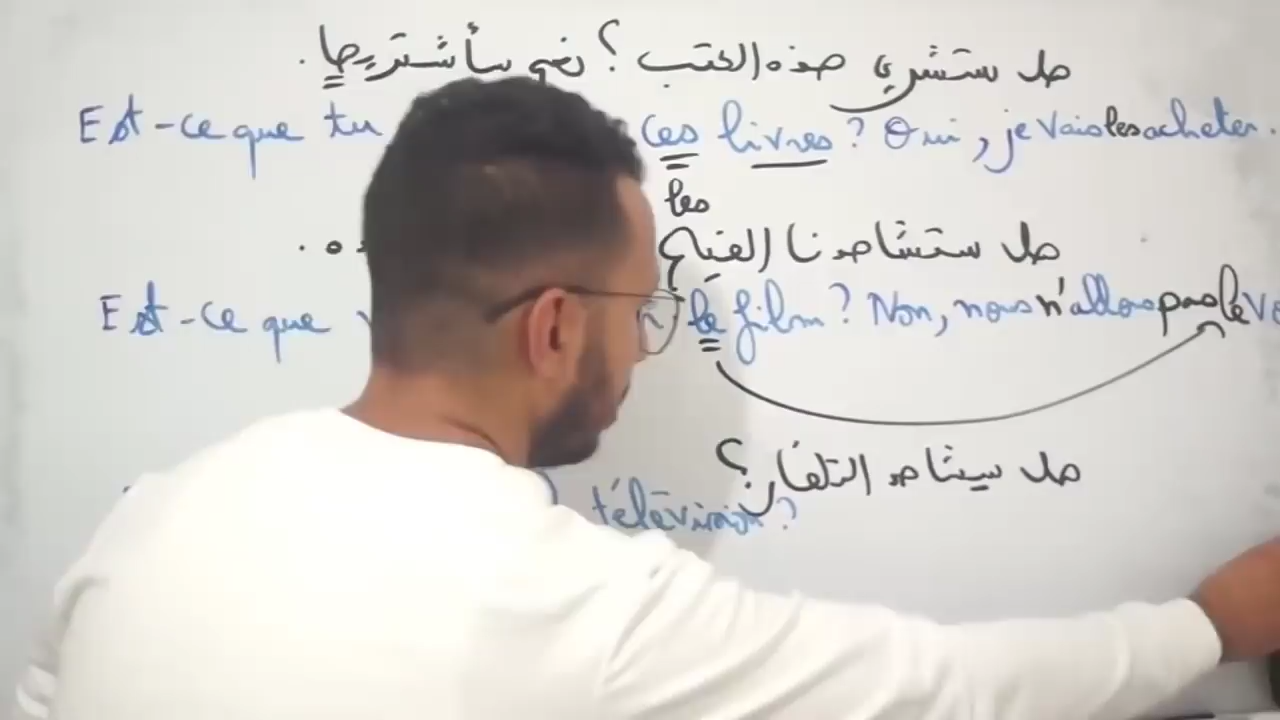 هل ستشري هذه الكتب ؟ نعم سأشتريها .
Est-ce que tu ces livres ? Oui, je vais les acheter.
les
هل ستشاهدنا الفيلم ه .
Est-ce que le film ? Non, nous n'allons pas le
هل سيشاهد التلفاز ؟
télévision ?